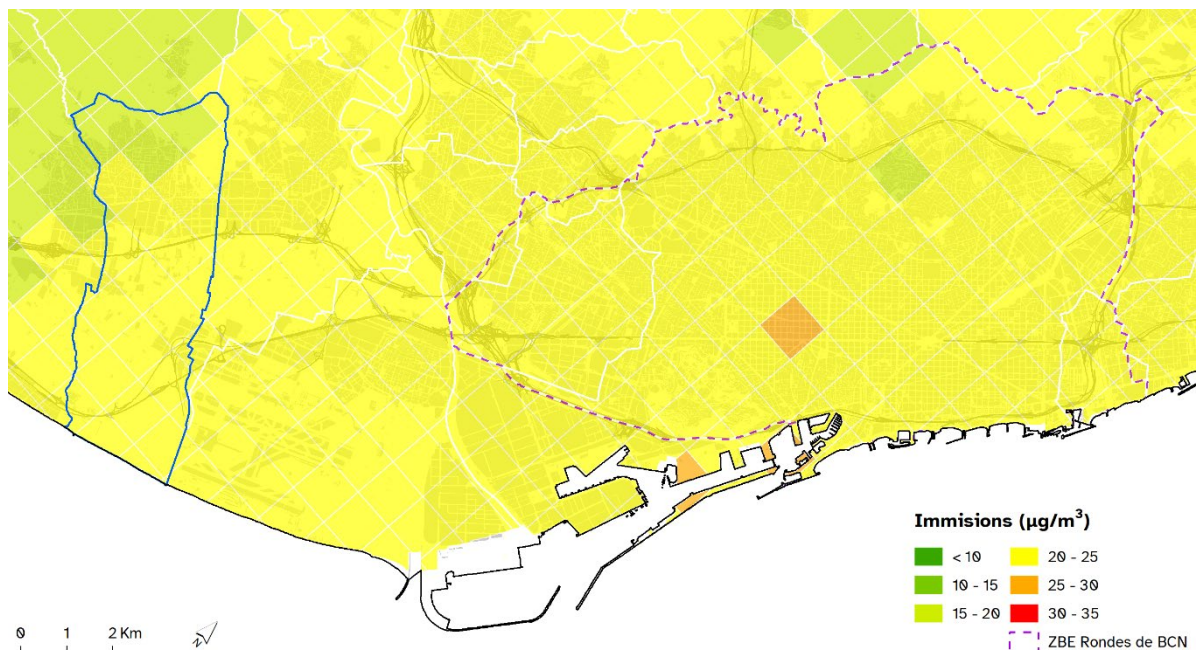 Immisions (µg/m³)
< 10
20 - 25
10 - 15
25 - 30
15 - 20
30 - 35
ZBE Rondes de BCN
0 1 2 Km
N